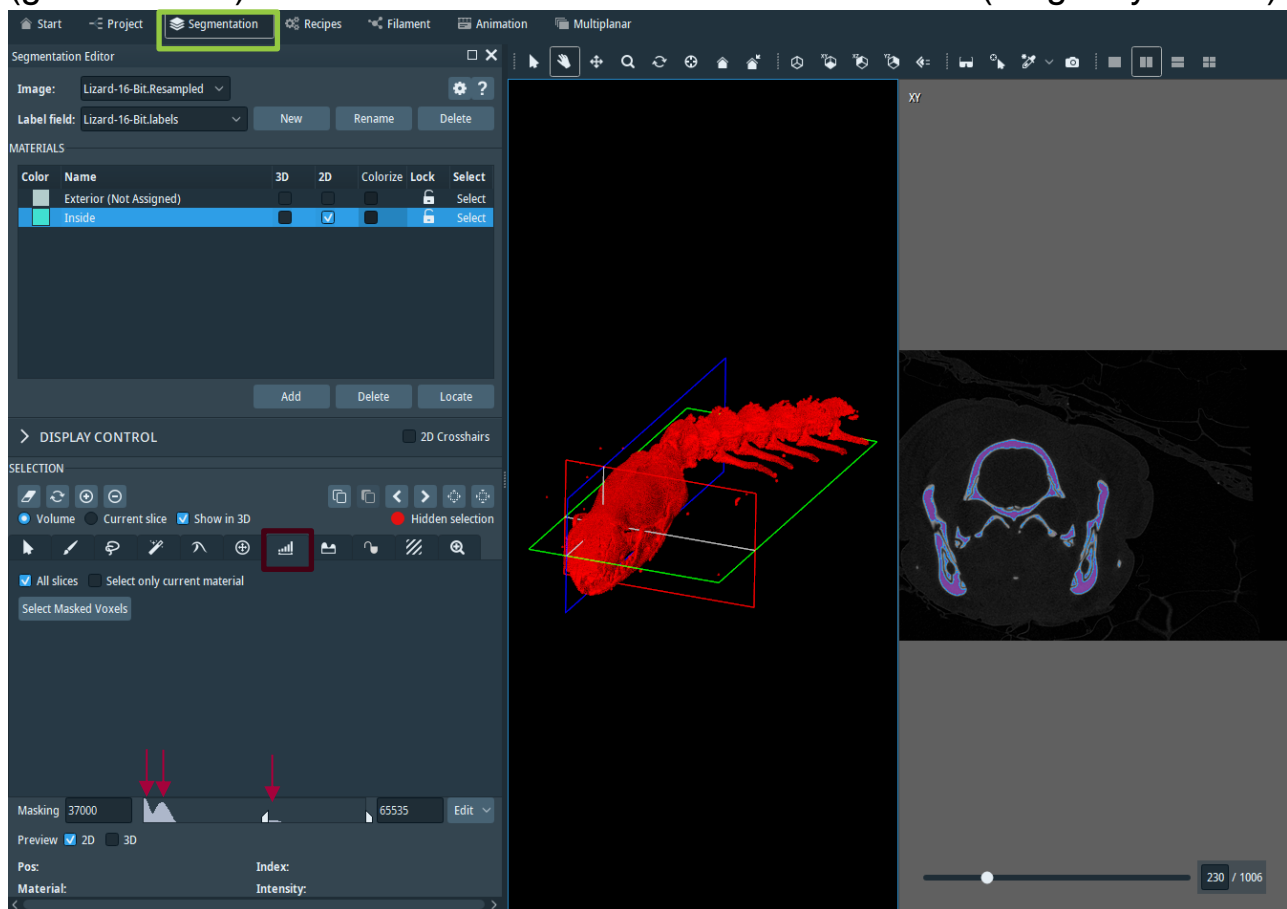 Start Project Segmentation Recipes Filament Animation Multiplanar
Segmentation Editor
Image: Lizard-16-Bit.Resampled ?
Label field: Lizard-16-Bit.labels New Rename Delete
MATERIALS
Color Name 3D 2D Colorize Lock Select
Exterior (Not Assigned) Select
Inside Select
Add Delete Locate
DISPLAY CONTROL 2D Crosshairs
SELECTION
Volume Current slice Show in 3D Hidden selection
All slices Select only current material
Select Masked Voxels
Masking 37000 65535 Edit
Preview 2D 3D
Pos: Index:
Material: Intensity:
XY
230 / 1006